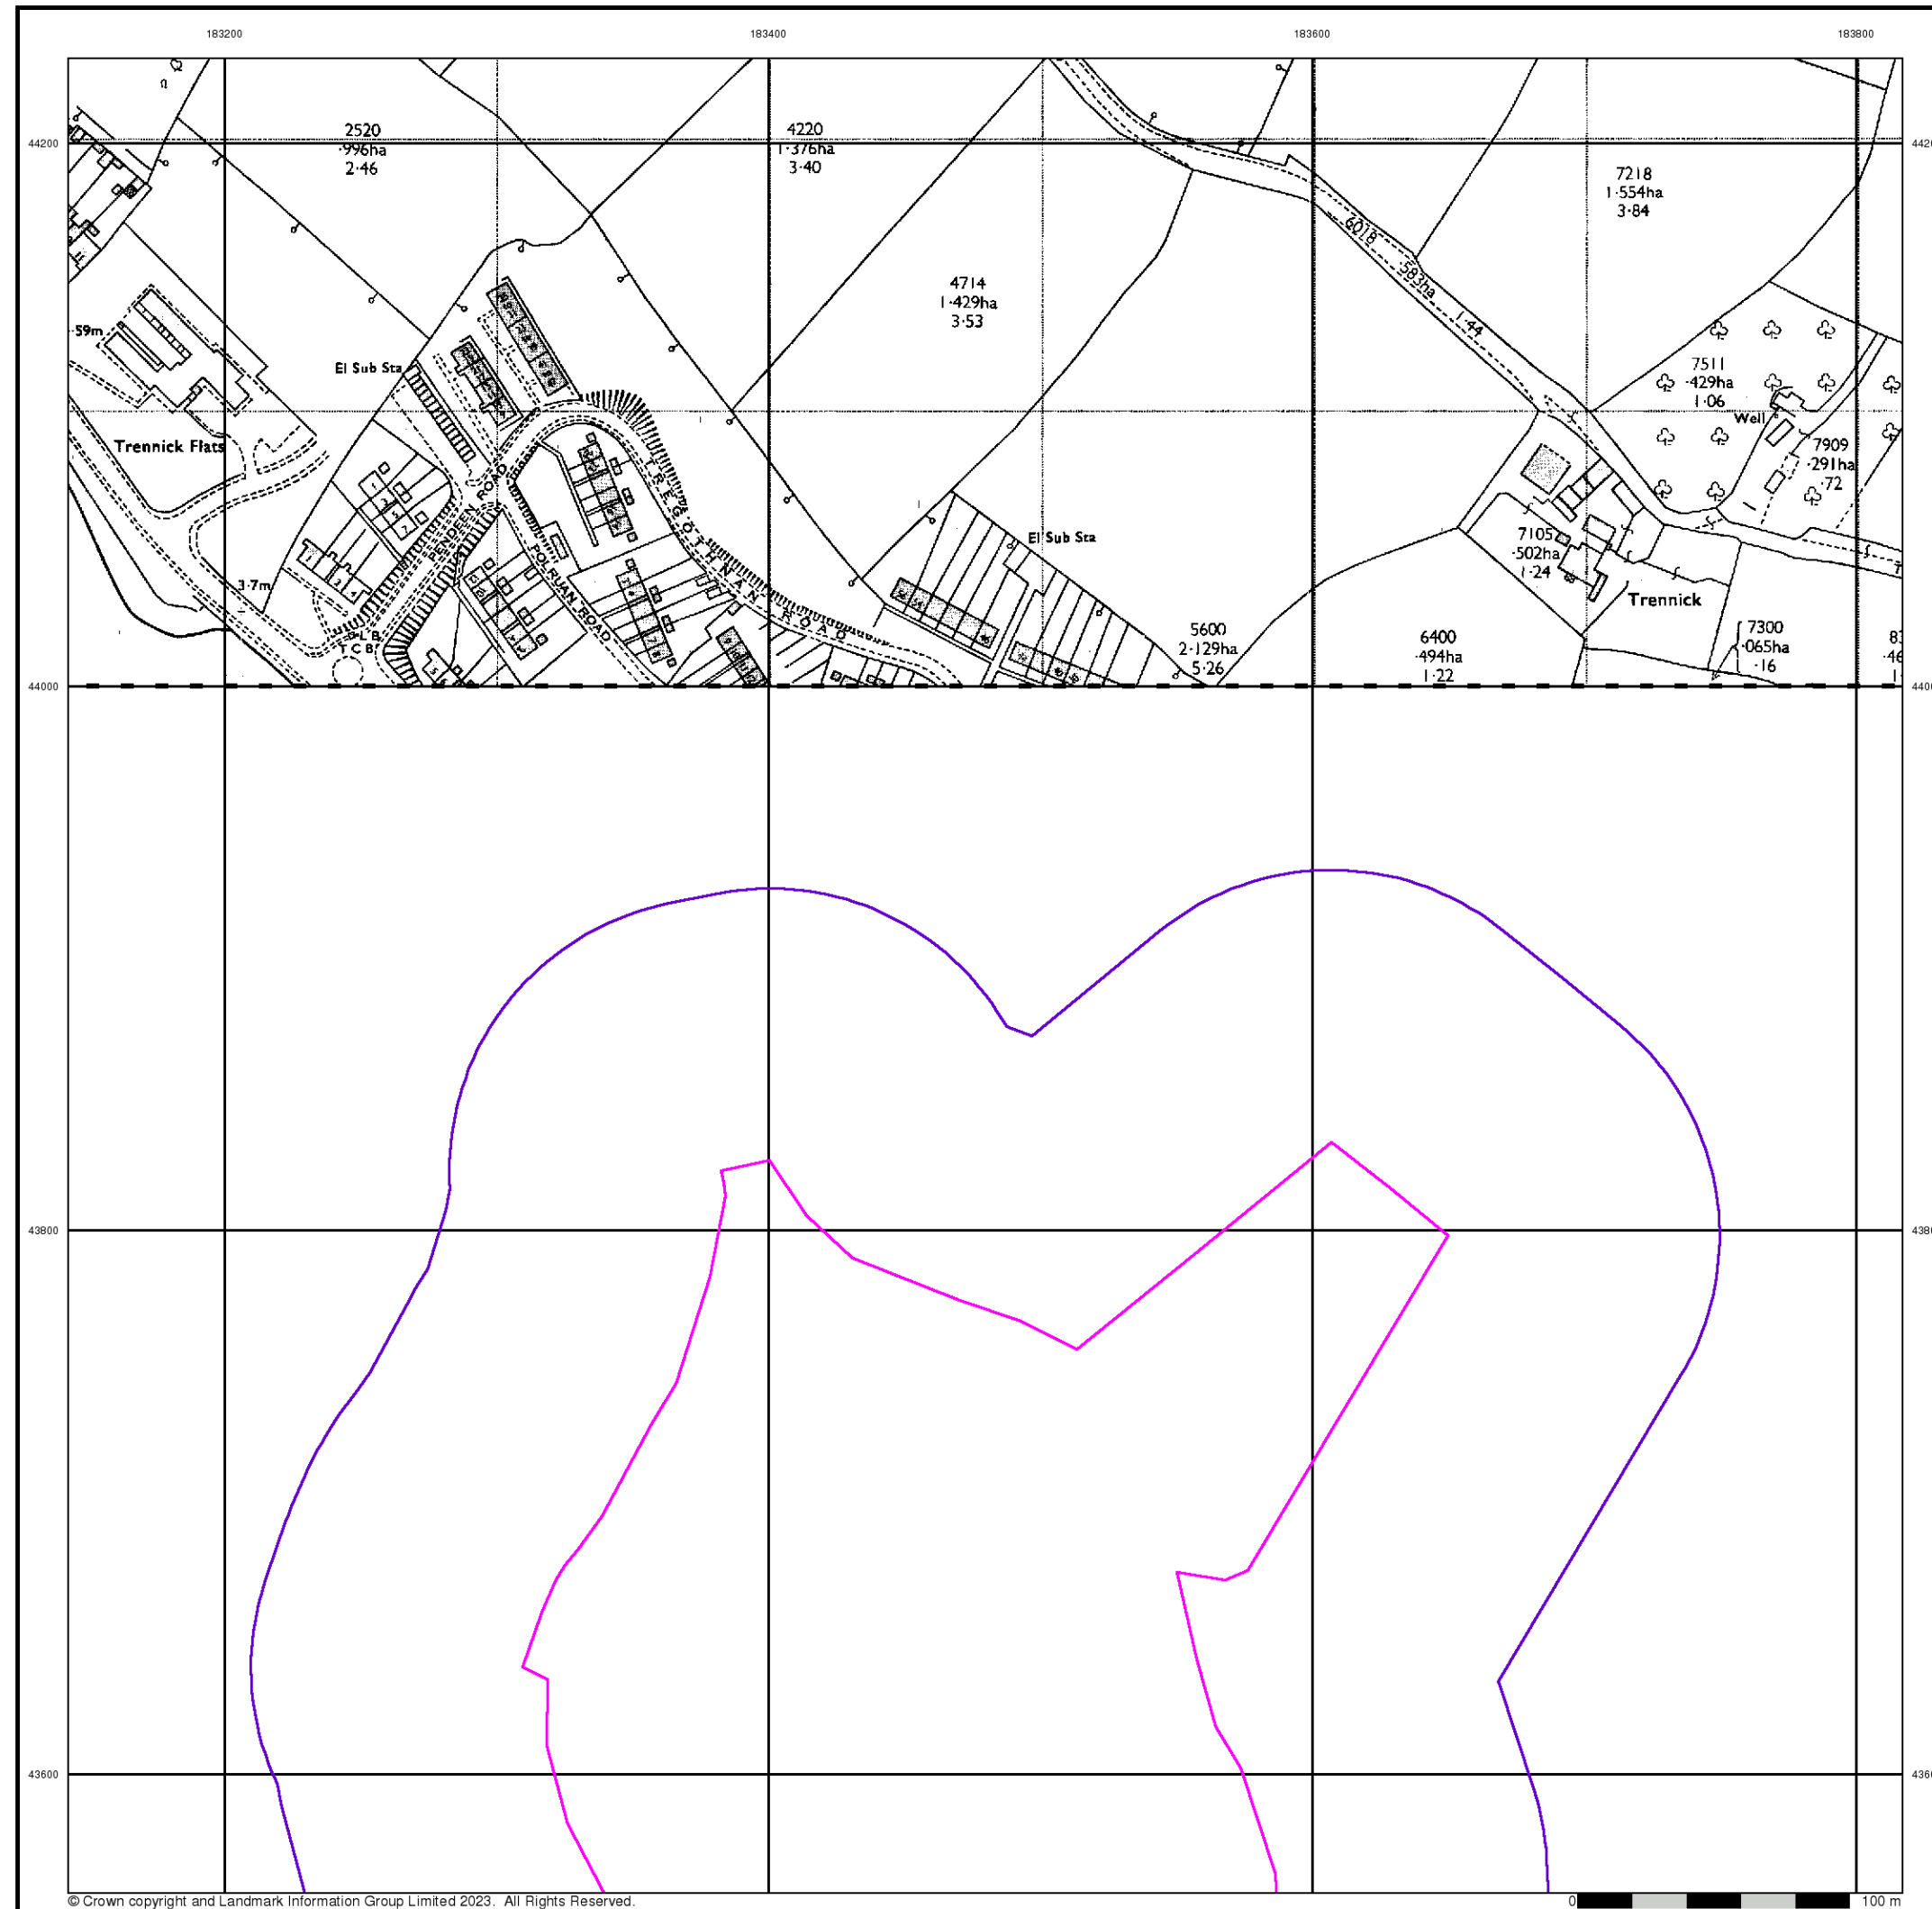 183200 183400 183600 183800
44200
2520
·996ha
2.46
4220
1·376ha
3·40
7218
1·554ha
3·84
6018
·583ha
1·44
4714
1·429ha
3·53
·59m
El Sub Sta
7511
·429ha
1·06
Well
Trennick Flats
7909
·291ha
·72
PENDEEN ROAD
TREGOTHNAN ROAD
POLRUAN ROAD
El Sub Sta
7105
·502ha
1·24
3·7m
Trennick
T C B
5600
2·129ha
5·26
6400
·494ha
1·22
7300
·065ha
·16
44000
43800
43600
© Crown copyright and Landmark Information Group Limited 2023. All Rights Reserved.
0 100 m